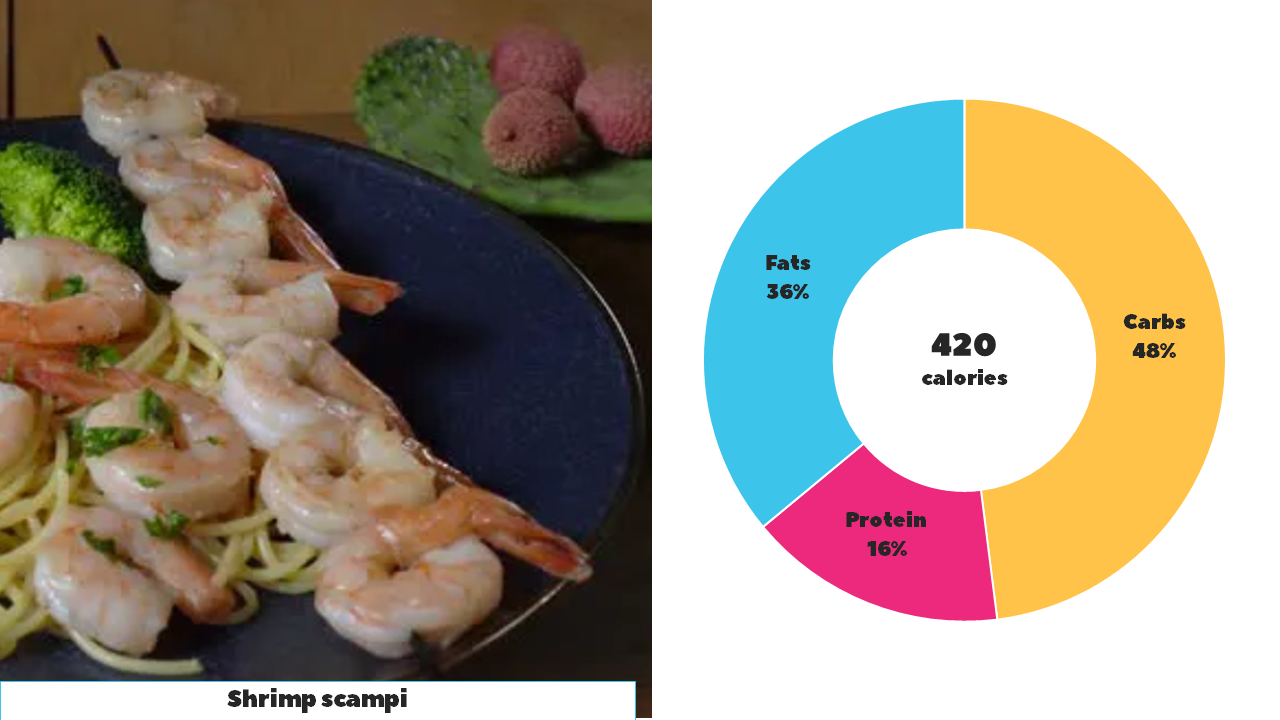 Shrimp scampi
Fats
36%
Carbs
48%
Protein
16%
420
calories